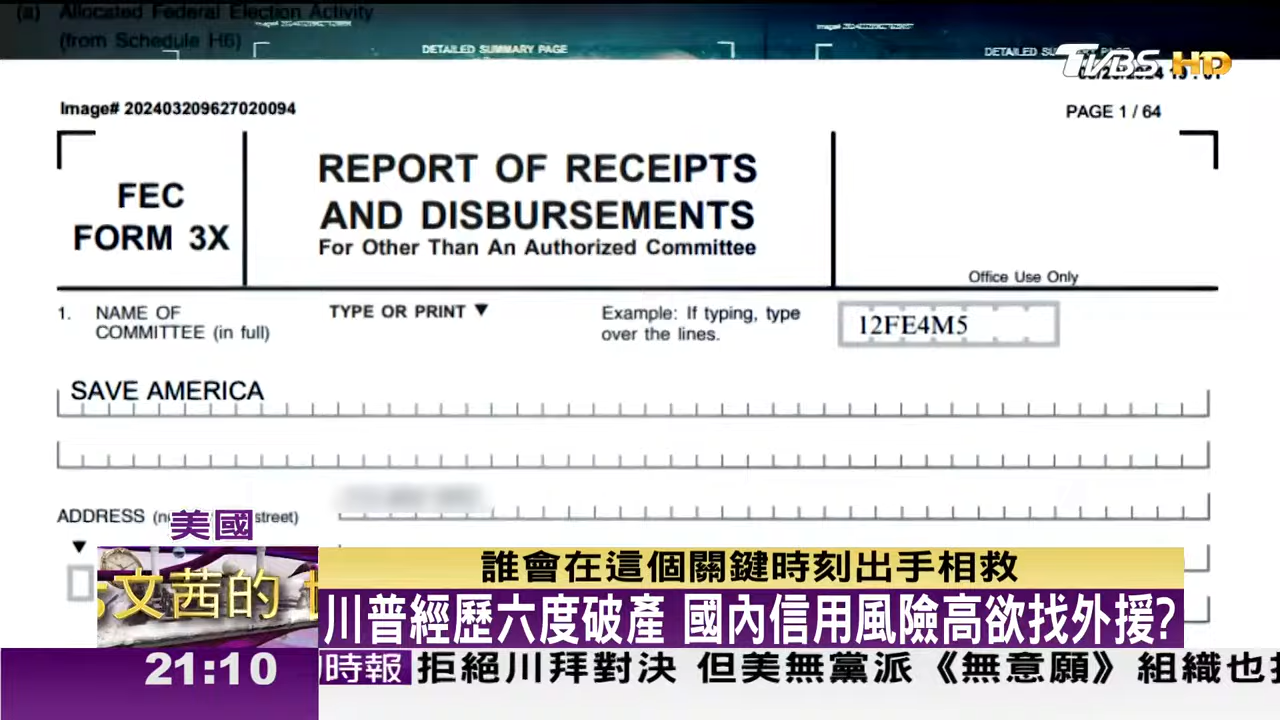 (a) Allocated Federal Election Activity
(from Schedule H6)
DETAILED SUMMARY PAGE
TVBS HD
Image# 202403209627020094
PAGE 1 / 64
FEC
FORM 3X
REPORT OF RECEIPTS
AND DISBURSEMENTS
For Other Than An Authorized Committee
Office Use Only
1. NAME OF
COMMITTEE (in full)
TYPE OR PRINT ▼
Example: If typing, type
over the lines.
12FE4M5
SAVE AMERICA
ADDRESS
street)
美國
誰會在這個關鍵時刻出手相救
文茜的
川普經歷六度破產 國內信用風險高欲找外援?
21:10
時報 拒絕川拜對決 但美無黨派《無意願》組織也